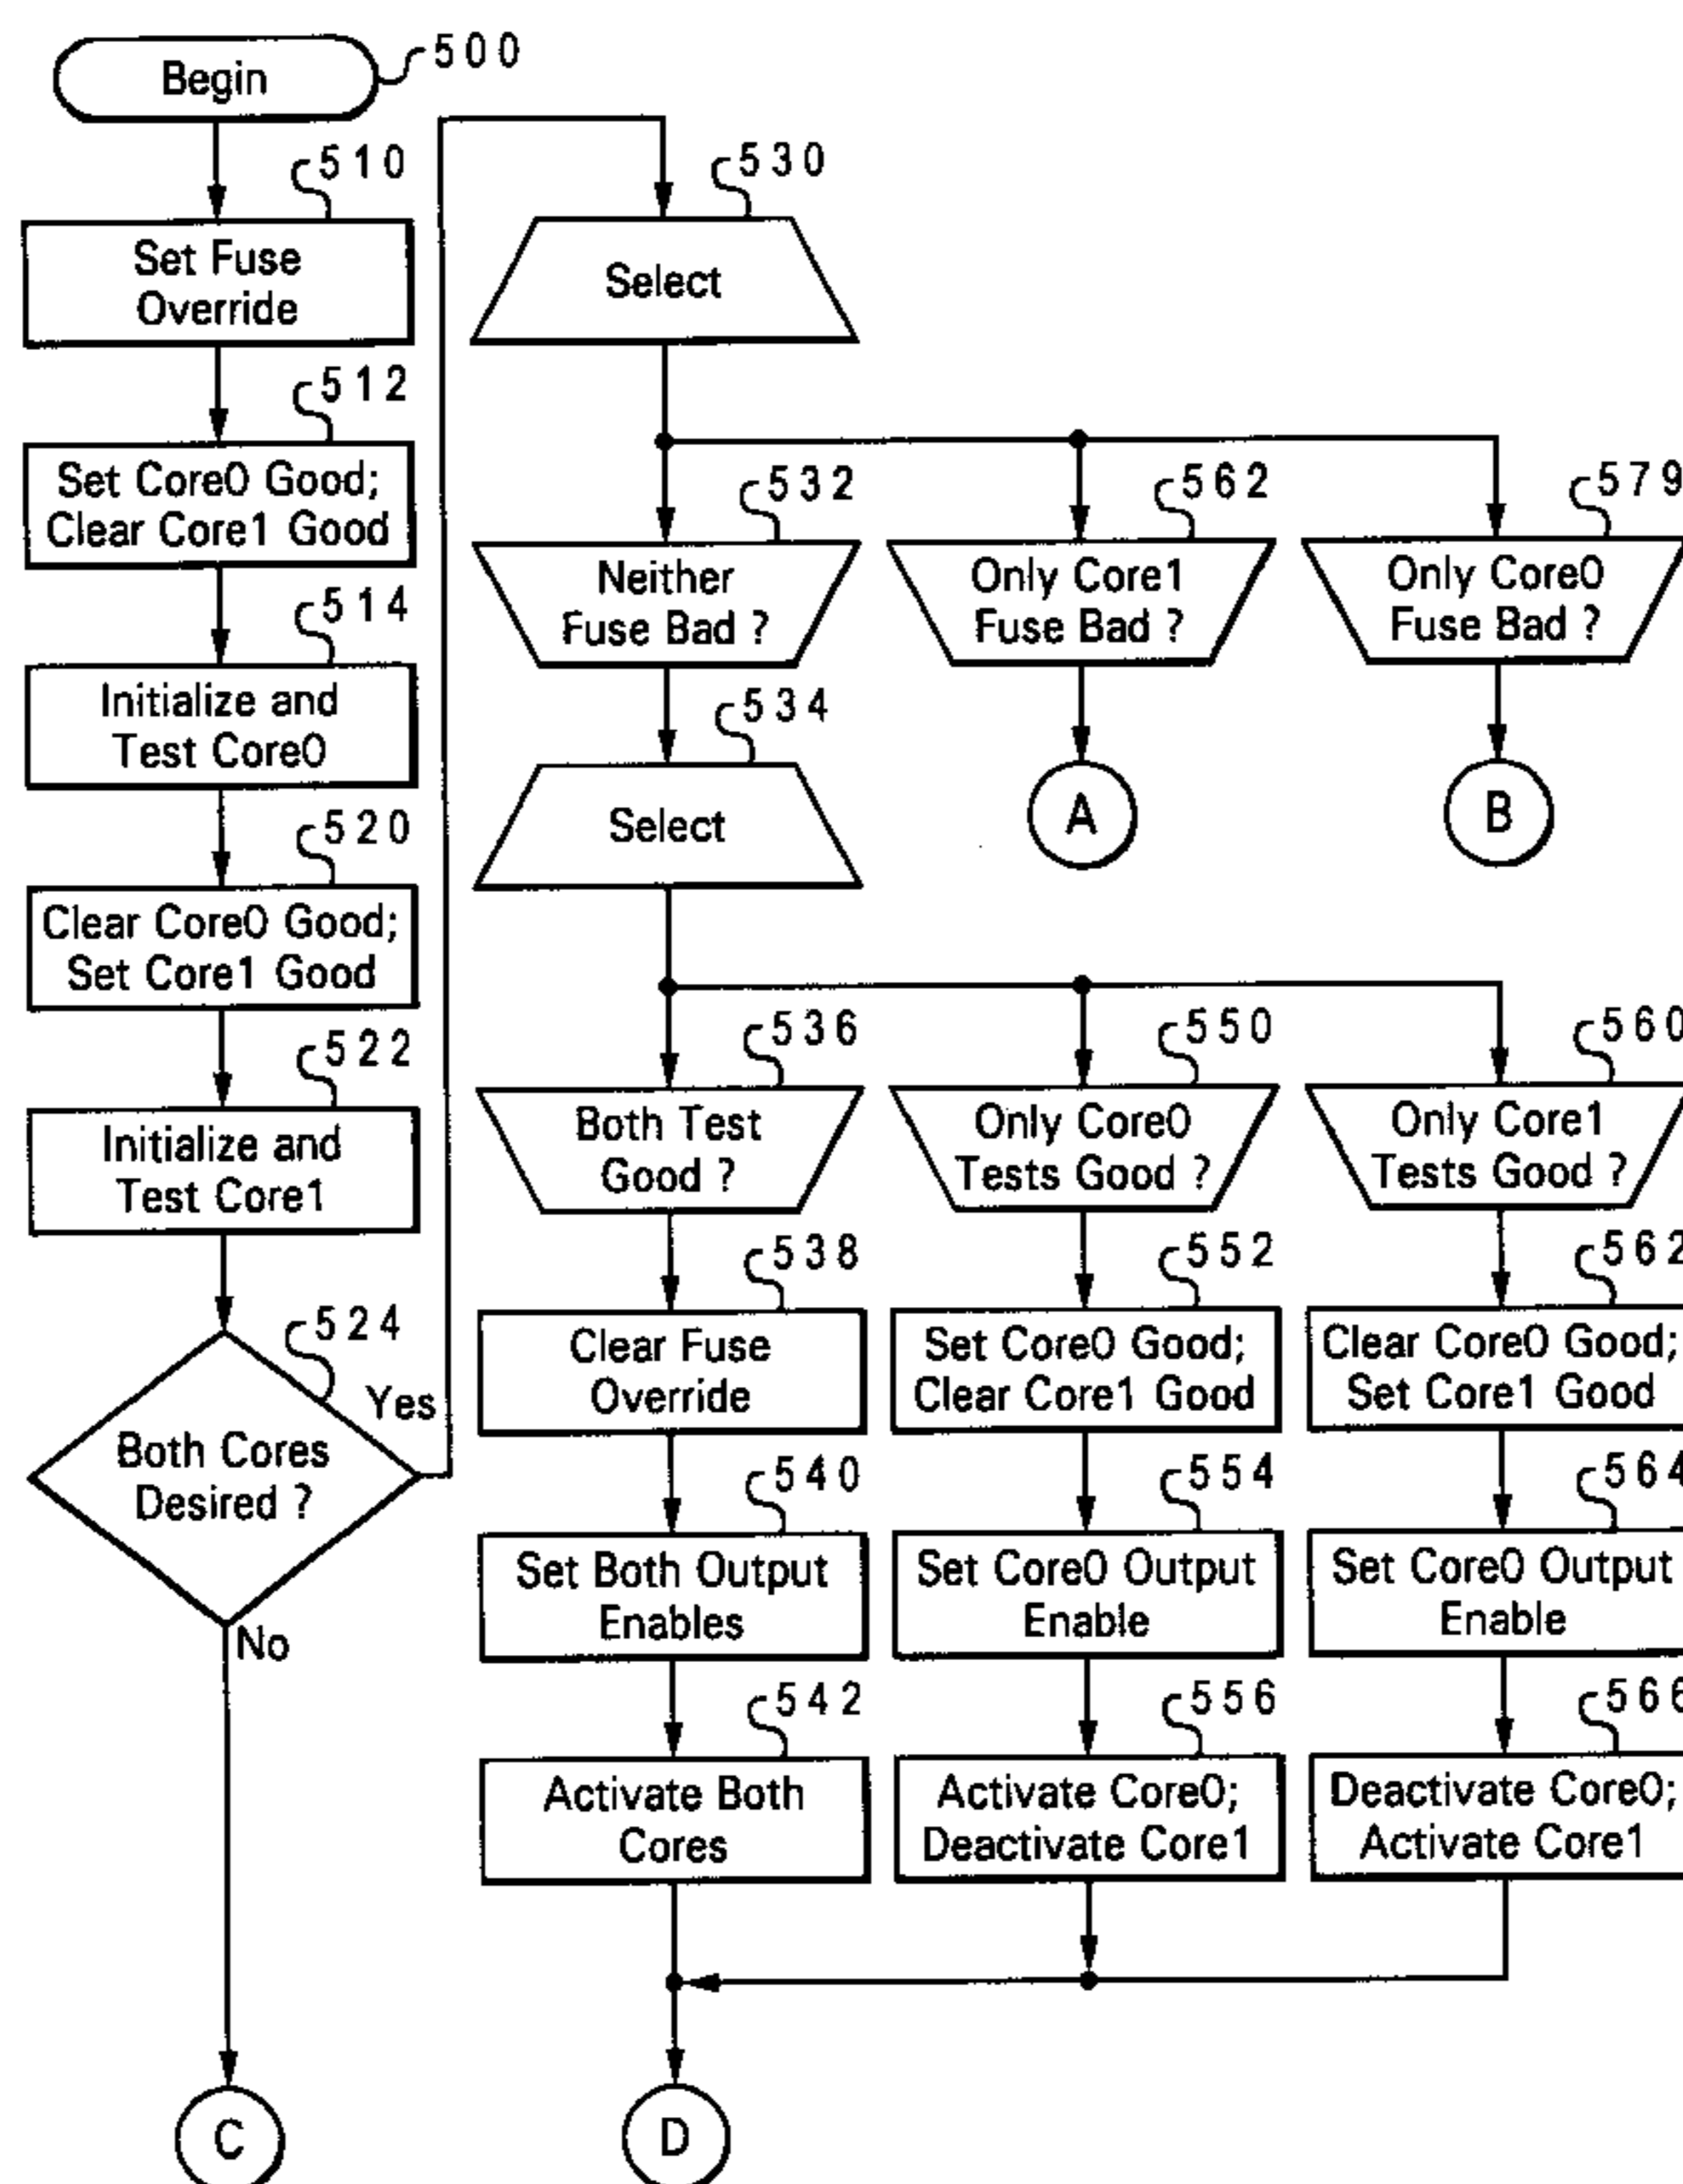 Begin
500
510
Set Fuse
Override
512
Set Core0 Good;
Clear Core1 Good
514
Initialize and
Test Core0
520
Clear Core0 Good;
Set Core1 Good
522
Initialize and
Test Core1
524
Both Cores
Desired ?
Yes
No
C
530
Select
532
Neither
Fuse Bad ?
562
Only Core1
Fuse Bad ?
A
579
Only Core0
Fuse Bad ?
B
534
Select
536
Both Test
Good ?
538
Clear Fuse
Override
540
Set Both Output
Enables
542
Activate Both
Cores
550
Only Core0
Tests Good ?
552
Set Core0 Good;
Clear Core1 Good
554
Set Core0 Output
Enable
556
Activate Core0;
Deactivate Core1
560
Only Core1
Tests Good ?
562
Clear Core0 Good;
Set Core1 Good
564
Set Core0 Output
Enable
566
Deactivate Core0;
Activate Core1
D